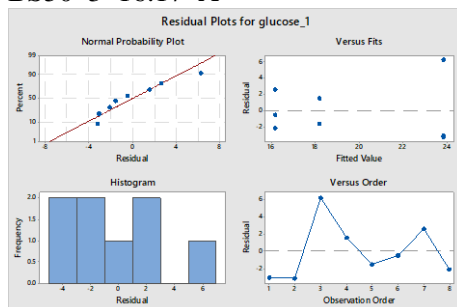 Residual Plots for glucose_1
Normal Probability Plot
Versus Fits
99
90
50
10
1
Percent
-8 -4 0 4 8
Residual
6
4
2
0
-2
Residual
16 18 20 22 24
Fitted Value
Histogram
Versus Order
2.0
1.5
1.0
0.5
0.0
Frequency
-4 -2 0 2 4 6
Residual
6
4
2
0
-2
Residual
1 2 3 4 5 6 7 8
Observation Order